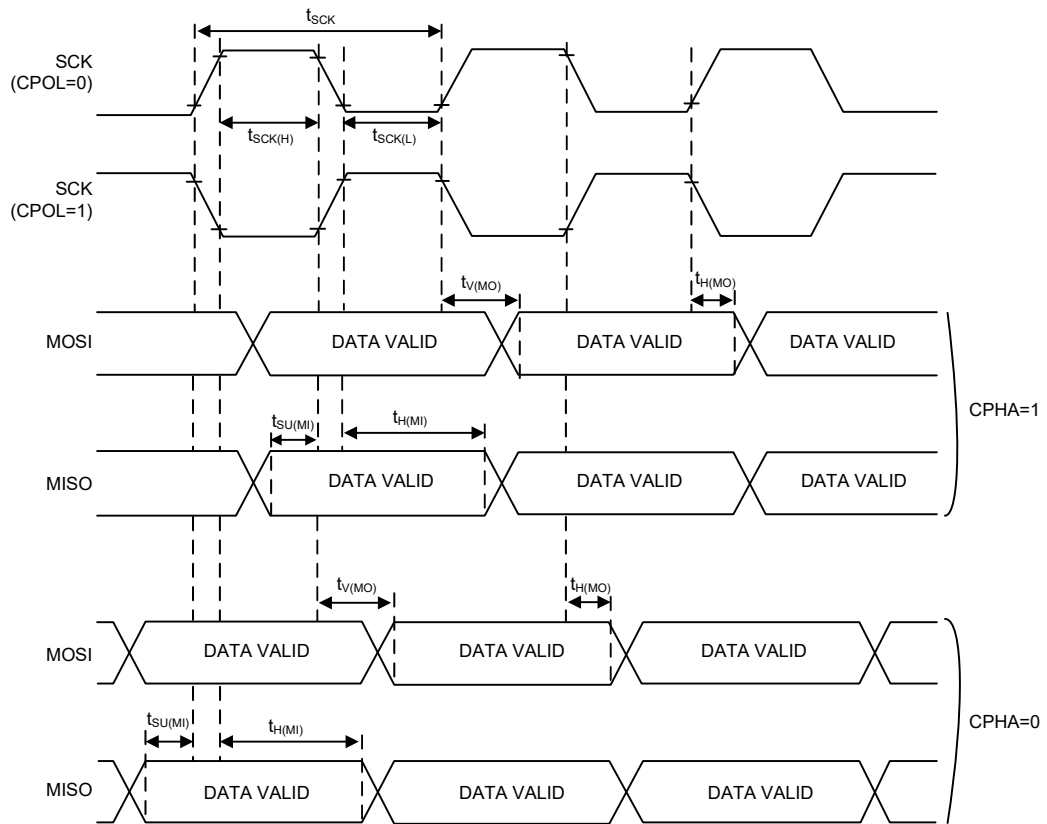 tSCK
SCK
(CPOL=0)
tSCK(H)
tSCK(L)
SCK
(CPOL=1)
tV(MO)
tH(MO)
MOSI
DATA VALID
DATA VALID
DATA VALID
CPHA=1
tSU(MI)
tH(MI)
MISO
DATA VALID
DATA VALID
DATA VALID
tV(MO)
tH(MO)
MOSI
DATA VALID
DATA VALID
DATA VALID
CPHA=0
tSU(MI)
tH(MI)
MISO
DATA VALID
DATA VALID
DATA VALID